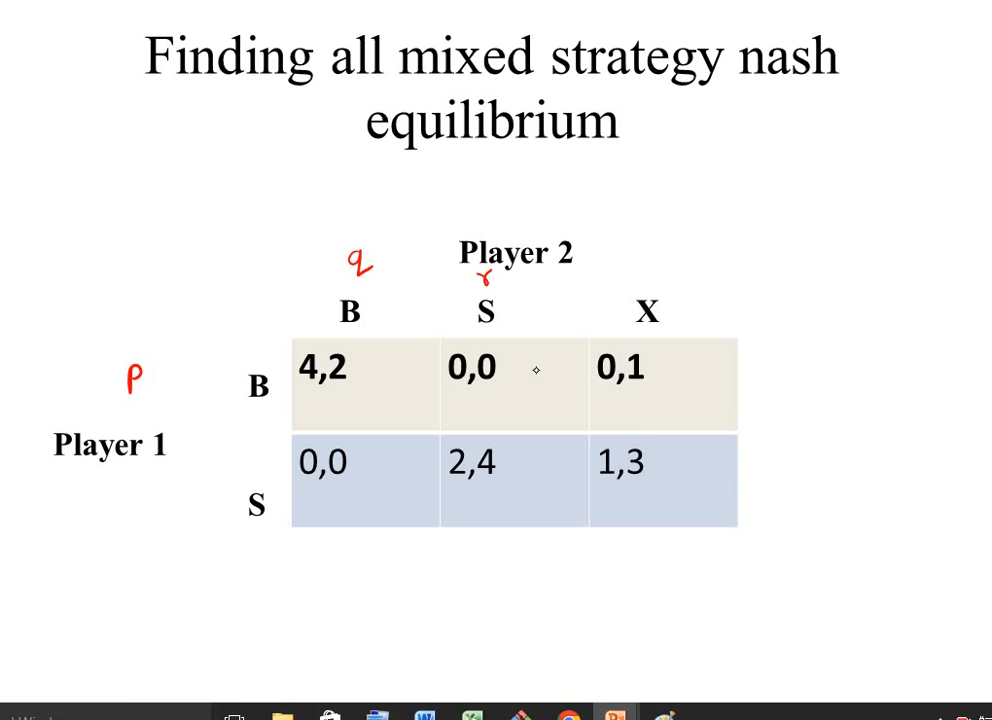 Finding all mixed strategy nash
equilibrium
Player 2
q r
B S X
p
B 4,2 0,0 0,1
Player 1
S 0,0 2,4 1,3